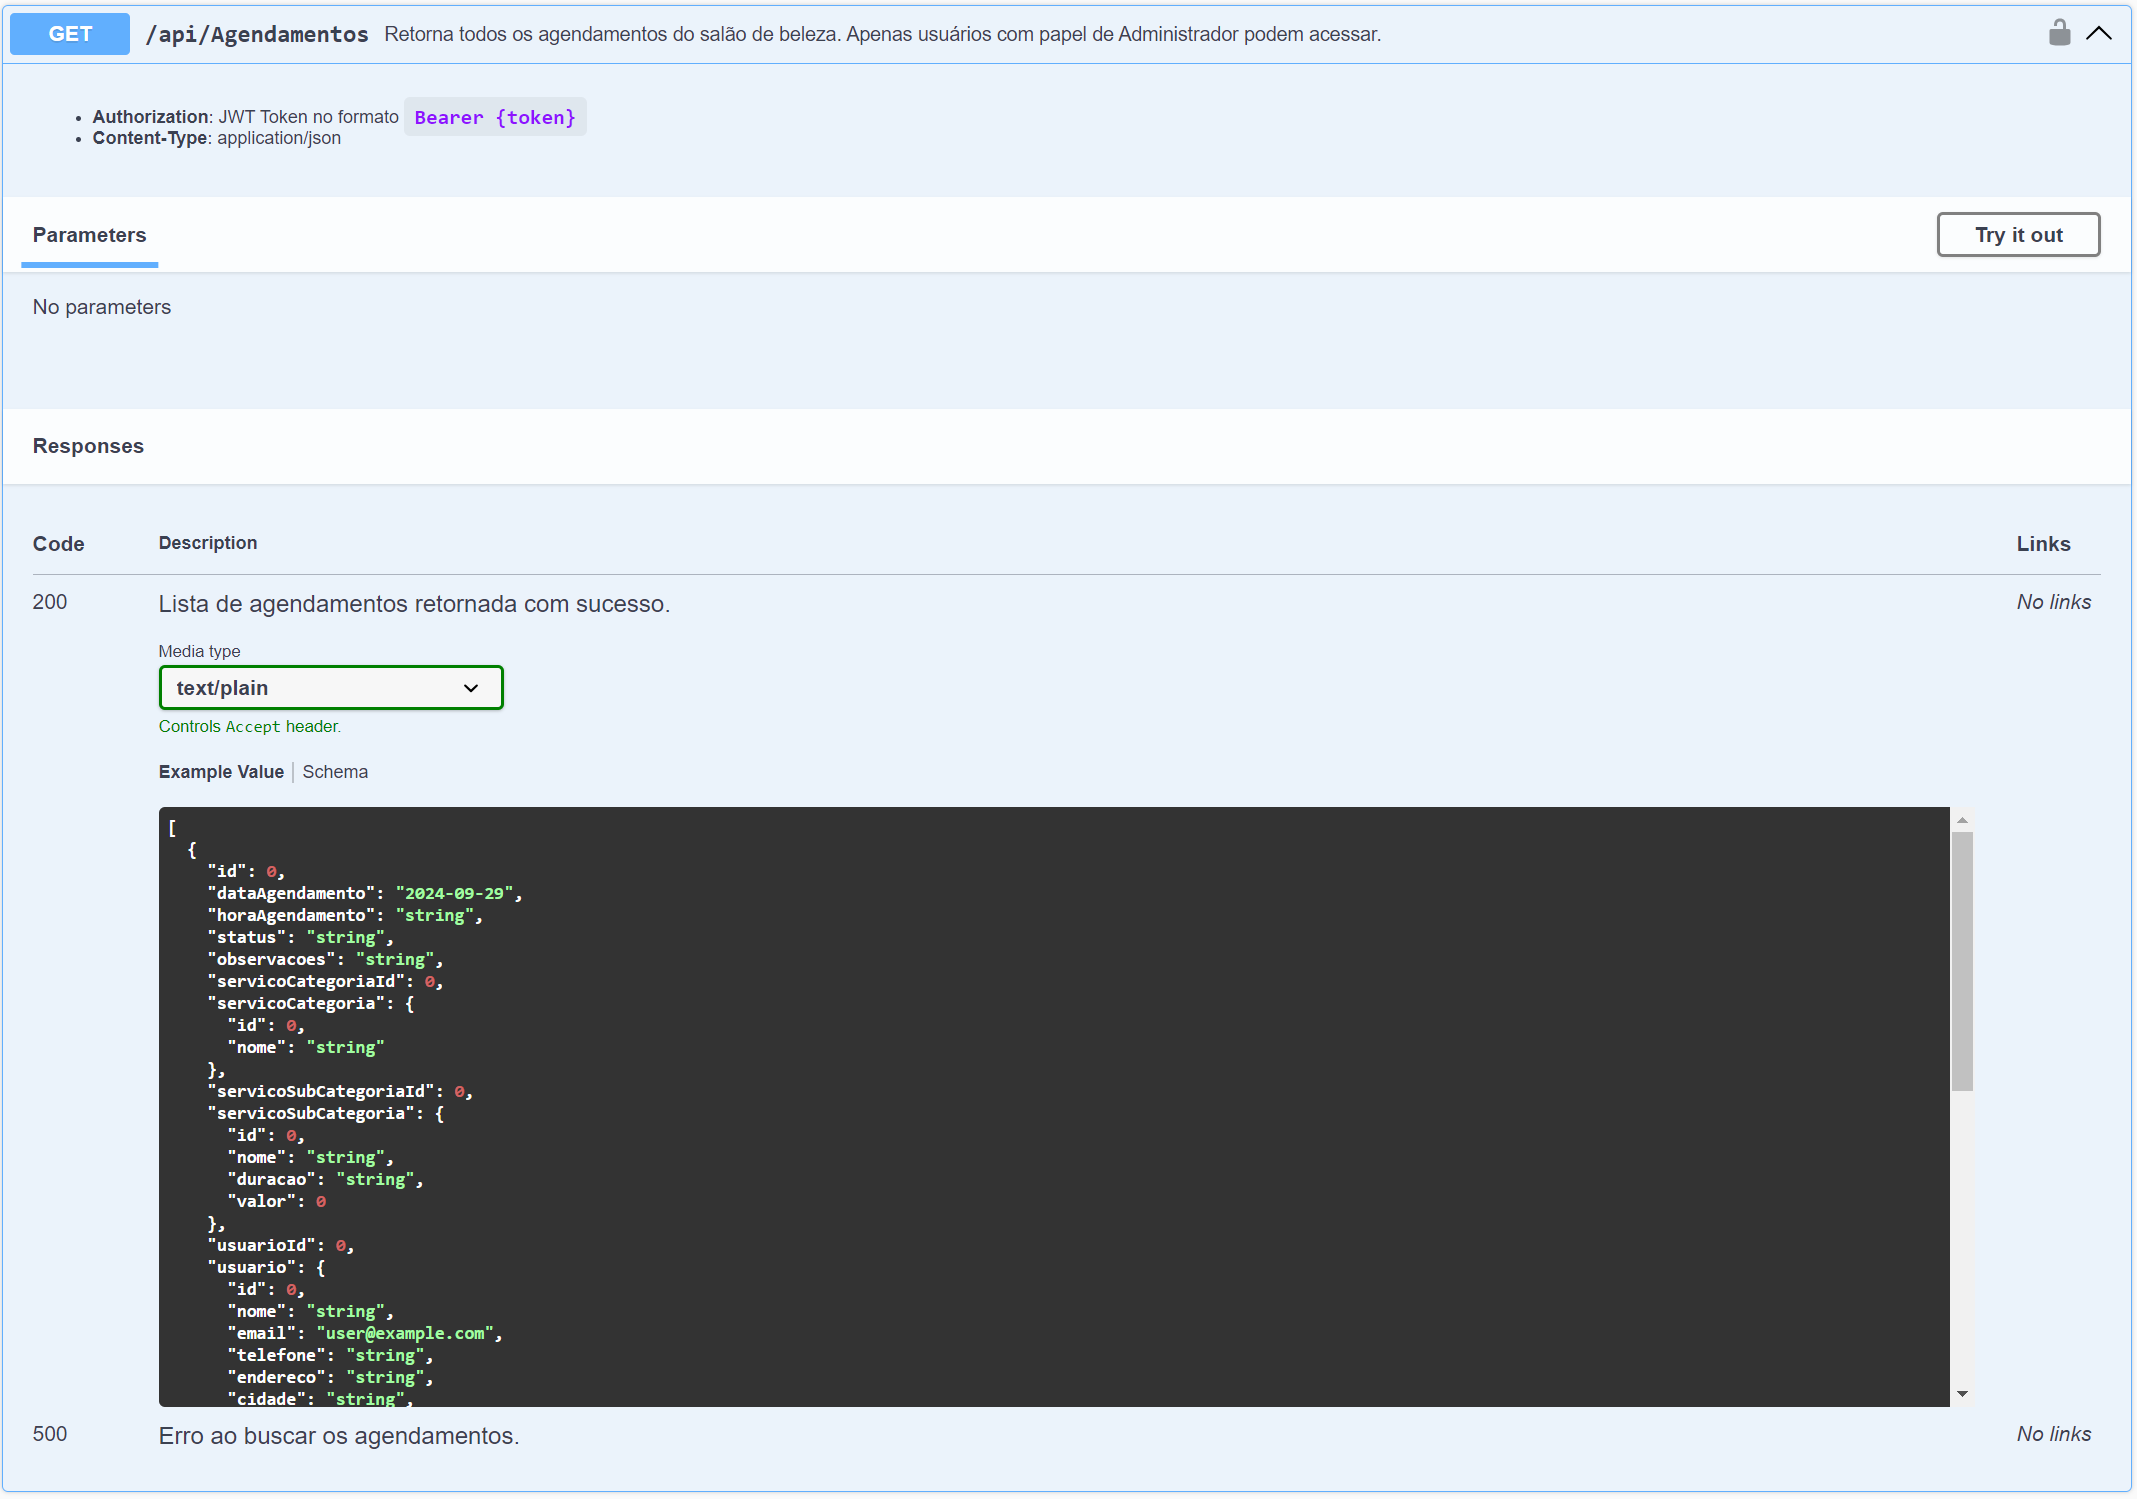 GET /api/Agendamentos Retorna todos os agendamentos do salão de beleza. Apenas usuários com papel de Administrador podem acessar.
• Authorization: JWT Token no formato Bearer {token}
• Content-Type: application/json
Parameters Try it out
No parameters
Responses
Code Description Links
200 Lista de agendamentos retornada com sucesso. No links
Media type
text/plain
Controls Accept header.
Example Value | Schema
[
  {
    "id": 0,
    "dataAgendamento": "2024-09-29",
    "horaAgendamento": "string",
    "status": "string",
    "observacoes": "string",
    "servicoCategoriaId": 0,
    "servicoCategoria": {
      "id": 0,
      "nome": "string"
    },
    "servicoSubCategoriaId": 0,
    "servicoSubCategoria": {
      "id": 0,
      "nome": "string",
      "duracao": "string",
      "valor": 0
    },
    "usuarioId": 0,
    "usuario": {
      "id": 0,
      "nome": "string",
      "email": "user@example.com",
      "telefone": "string",
      "endereco": "string",
      "cidade": "string",
500 Erro ao buscar os agendamentos. No links